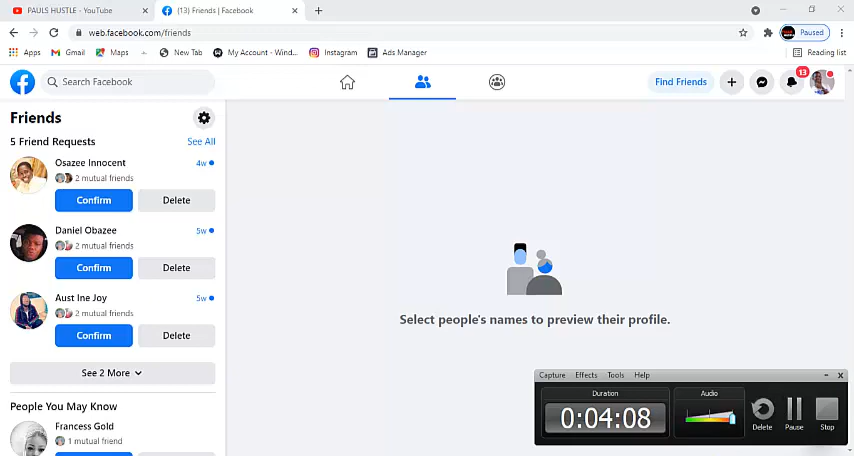 PAULS HUSTLE - YouTube
(13) Friends | Facebook
web.facebook.com/friends
Paused
Apps
Gmail
Maps
New Tab
My Account - Wind...
Instagram
Ads Manager
Reading list
Search Facebook
Find Friends
13
Friends
5 Friend Requests
See All
Osazee Innocent
4w
2 mutual friends
Confirm
Delete
Daniel Obazee
5w
2 mutual friends
Confirm
Delete
Aust Ine Joy
5w
2 mutual friends
Confirm
Delete
See 2 More
People You May Know
Francess Gold
1 mutual friend
Select people's names to preview their profile.
Capture Effects Tools Help
Duration
0:04:08
Audio
Delete
Pause
Stop